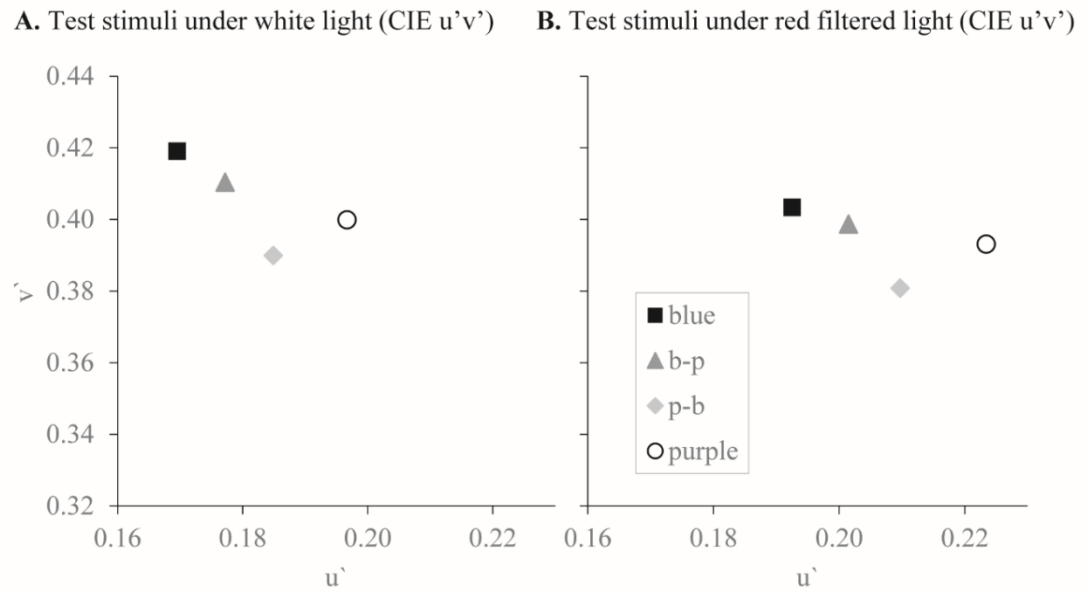 A. Test stimuli under white light (CIE u’v’)
B. Test stimuli under red filtered light (CIE u’v’)
0.44
0.42
0.40
0.38
0.36
0.34
0.32
v`
0.16 0.18 0.20 0.22
u`
blue
b-p
p-b
purple
0.16 0.18 0.20 0.22
u`